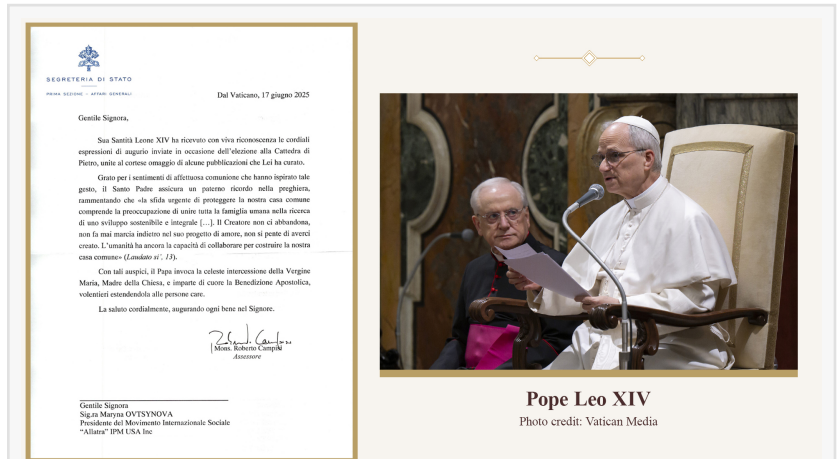 SEGRETERIA DI STATO
PRIMA SEZIONE - AFFARI GENERALI
Dal Vaticano, 17 giugno 2025
Gentile Signora,
Sua Santità Leone XIV ha ricevuto con viva riconoscenza le cordiali
espressioni di augurio inviate in occasione dell'elezione alla Cattedra di
Pietro, unite al cortese omaggio di alcune pubblicazioni che Lei ha curato.
Grato per i sentimenti di affettuosa comunione che hanno ispirato tale
gesto, il Santo Padre assicura un paterno ricordo nella preghiera,
rammentando che «la sfida urgente di proteggere la nostra casa comune
comprende la preoccupazione di unire tutta la famiglia umana nella ricerca
di uno sviluppo sostenibile e integrale [...]. Il Creatore non ci abbandona,
non fa mai marcia indietro nel suo progetto di amore, non si pente di averci
creato. L'umanità ha ancora la capacità di collaborare per costruire la nostra
casa comune» (Laudato si', 13).
Con tali auspici, il Papa invoca la celeste intercessione della Vergine
Maria, Madre della Chiesa, e imparte di cuore la Benedizione Apostolica,
volentieri estendendola alle persone care.
La saluto cordialmente, augurando ogni bene nel Signore.
Mons. Roberto Campisi
Assessore
Gentile Signora
Sig.ra Maryna OVTSYNOVA
Presidente del Movimento Internazionale Sociale
"Allatra" IPM USA Inc
Pope Leo XIV
Photo credit: Vatican Media